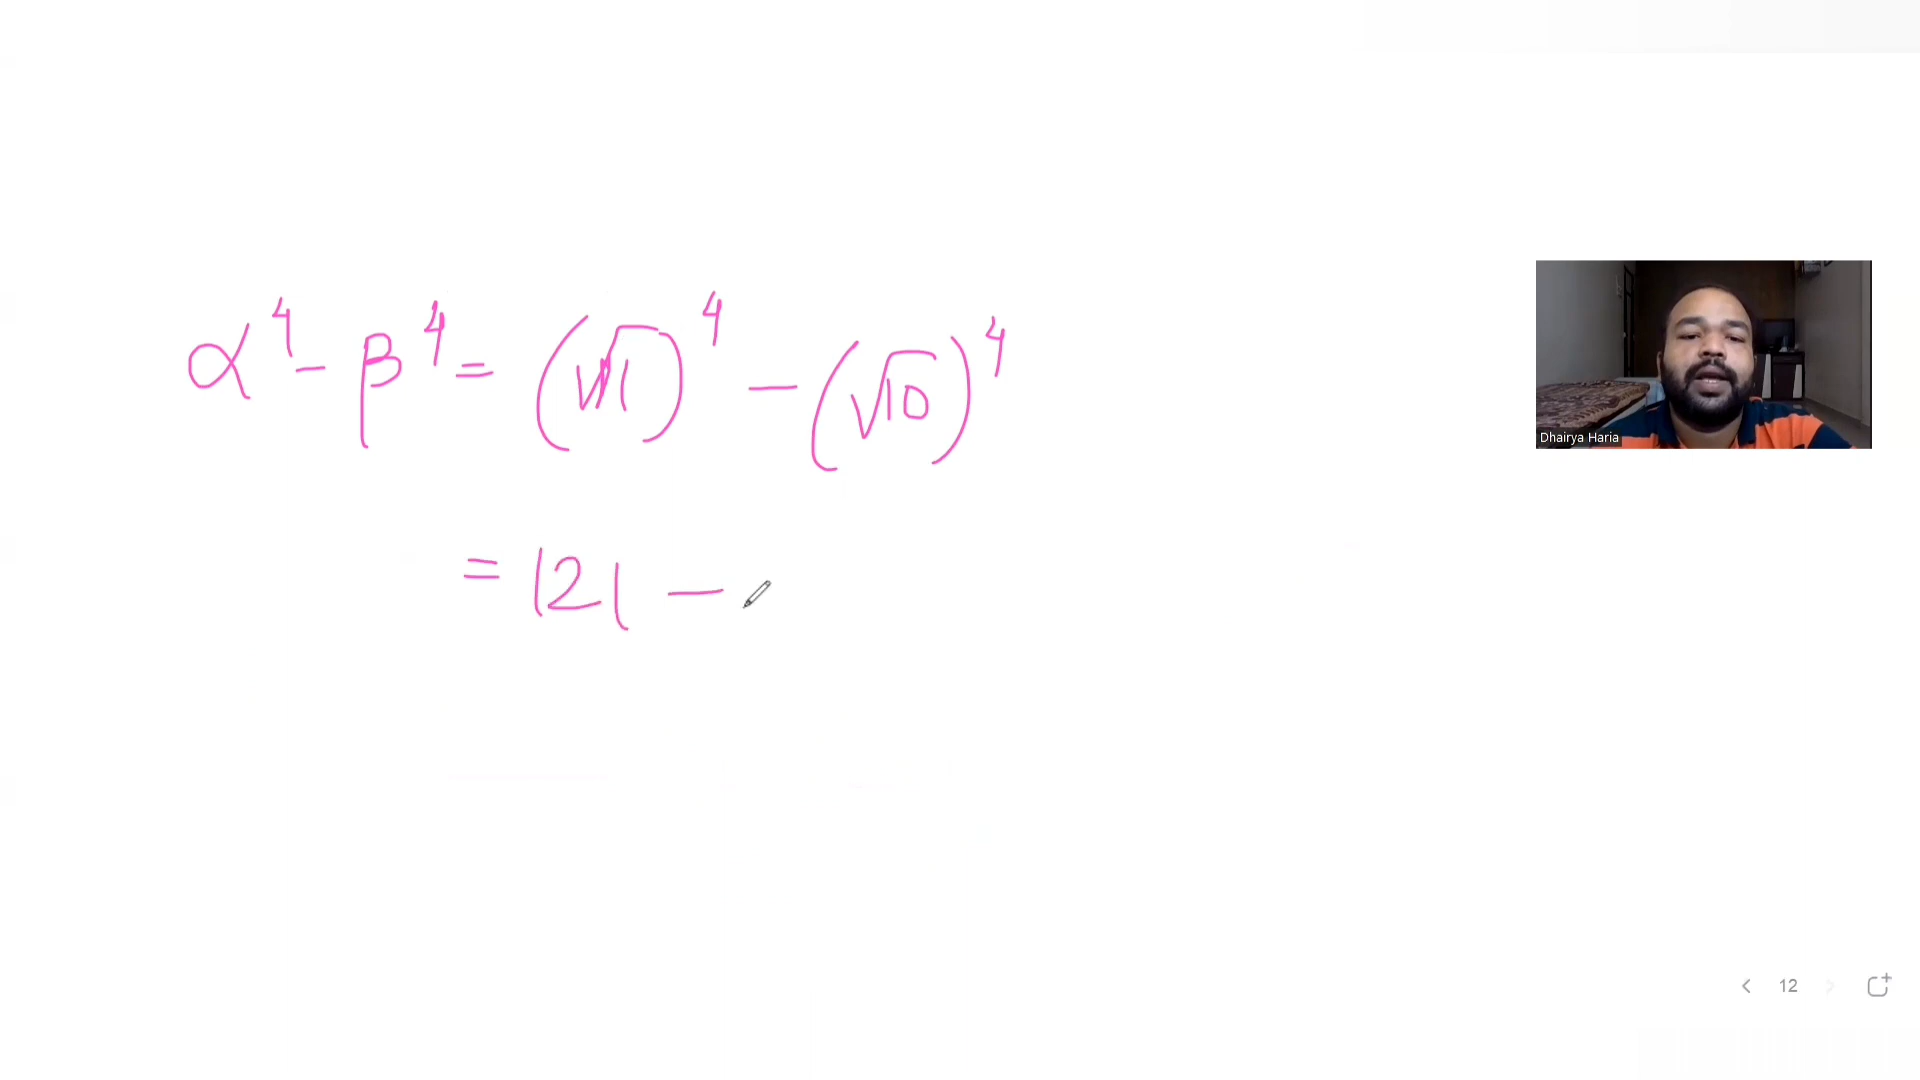 α⁴ - β⁴ = (√11)⁴ - (√10)⁴
= 121 -
Dhairya Haria
12